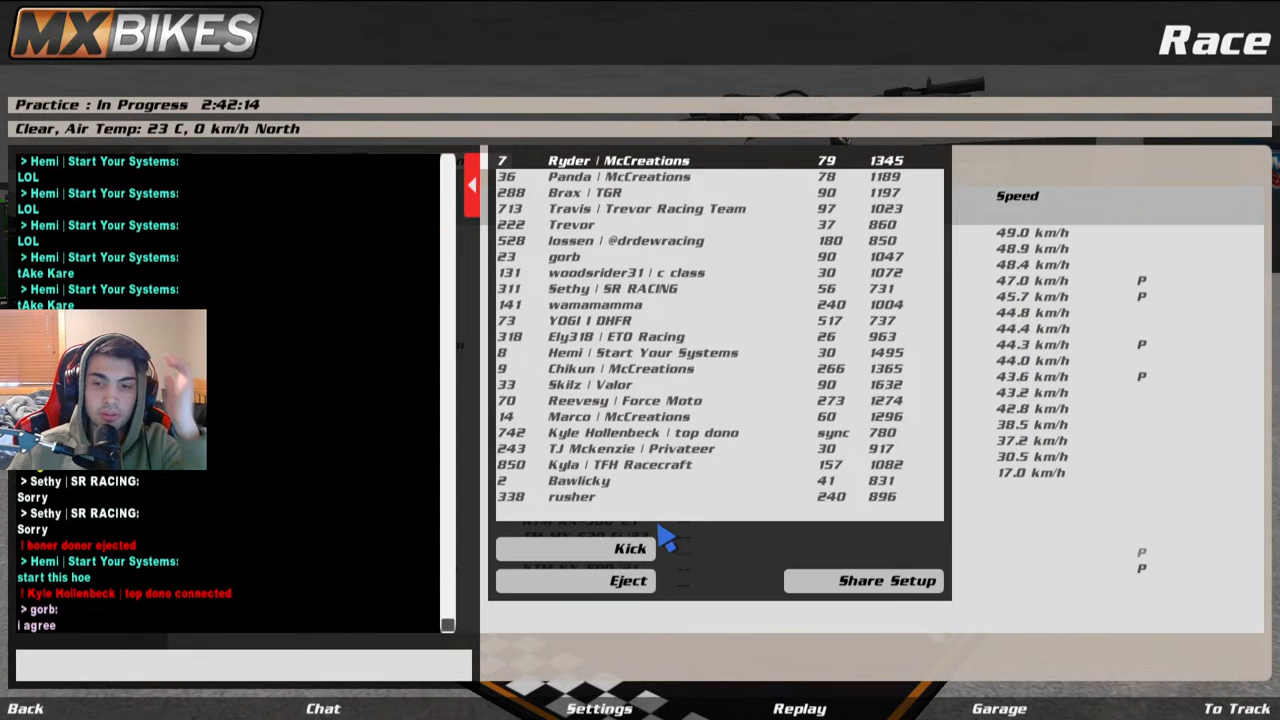 MXBIKES
Race
Practice : In Progress 2:42:14
Clear, Air Temp: 23 C, 0 km/h North
> Hemi | Start Your Systems:
LOL
> Hemi | Start Your Systems:
LOL
> Hemi | Start Your Systems:
LOL
> Hemi | Start Your Systems:
tAke Kare
> Hemi | Start Your Systems:
tAke Kare
> Sethy | SR RACING:
Sorry
> Sethy | SR RACING:
Sorry
! boner donor ejected
> Hemi | Start Your Systems:
start this hoe
! Kyle Hollenbeck | top dono connected
> gorb:
i agree
7 Ryder | McCreations 79 1345
36 Panda | McCreations 78 1189
288 Brax | TGR 90 1197
713 Travis | Trevor Racing Team 97 1023
222 Trevor 37 860
528 lossen | @drdewracing 180 850
23 gorb 90 1047
131 woodsrider31 | c class 30 1072
311 Sethy | SR RACING 56 731
141 wamamamma 240 1004
73 YOGI I DHFR 517 737
318 Ely318 | ETO Racing 26 963
8 Hemi | Start Your Systems 30 1495
9 Chikun | McCreations 266 1365
33 Skilz | Valor 90 1632
70 Reevesy | Force Moto 273 1274
14 Marco | McCreations 60 1296
742 Kyle Hollenbeck | top dono sync 780
243 TJ Mckenzie | Privateer 30 917
850 Kyla | TFH Racecraft 157 1082
2 Bawlicky 41 831
338 rusher 240 896
Kick
Eject
Share Setup
Speed
49.0 km/h
48.9 km/h
48.4 km/h
47.0 km/h P
45.7 km/h P
44.8 km/h
44.4 km/h
44.3 km/h P
44.0 km/h
43.6 km/h P
43.2 km/h
42.8 km/h
38.5 km/h
37.2 km/h
30.5 km/h
17.0 km/h
P
P
Back
Chat
Settings
Replay
Garage
To Track